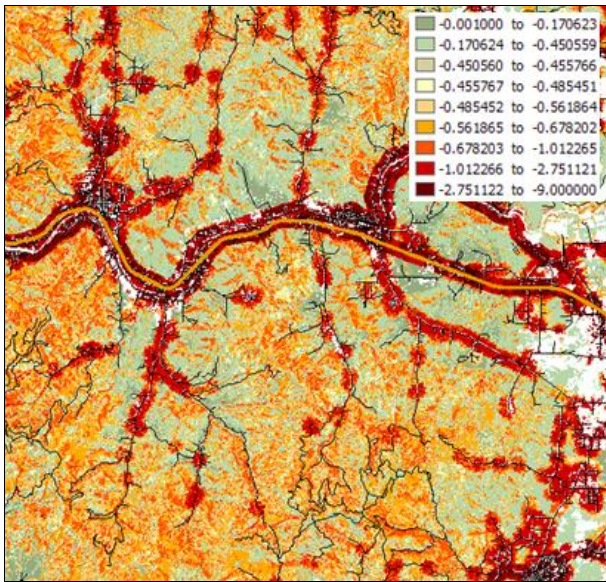 -0.001000 to -0.170623
-0.170624 to -0.450559
-0.450560 to -0.455766
-0.455767 to -0.485451
-0.485452 to -0.561864
-0.561865 to -0.678202
-0.678203 to -1.012265
-1.012266 to -2.751121
-2.751122 to -9.000000